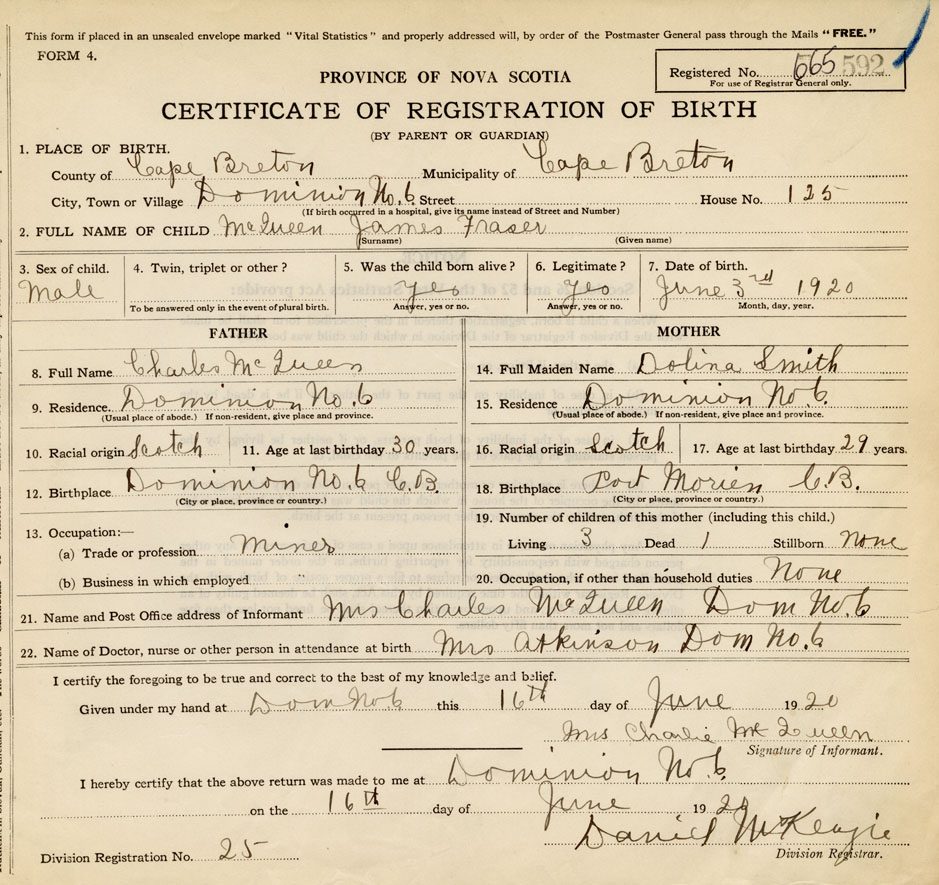 This form if placed in an unsealed envelope marked "Vital Statistics" and properly addressed will, by order of the Postmaster General pass through the Mails "FREE."
FORM 4.
PROVINCE OF NOVA SCOTIA
Registered No. 665 592
For use of Registrar General only.
CERTIFICATE OF REGISTRATION OF BIRTH
(BY PARENT OR GUARDIAN)
1. PLACE OF BIRTH.
County of Cape Breton Municipality of Cape Breton
City, Town or Village Dominion No. 6 Street House No. 125
(If birth occurred in a hospital, give its name instead of Street and Number)
2. FULL NAME OF CHILD McQueen James Fraser
(Surname) (Given name)
3. Sex of child. 4. Twin, triplet or other? 5. Was the child born alive? 6. Legitimate? 7. Date of birth.
Male Yes Yes June 3rd 1920
To be answered only in the event of plural birth. Answer, yes or no. Answer, yes or no. Month, day, year.
FATHER
8. Full Name Charles McQueen
9. Residence. Dominion No. 6
(Usual place of abode.) If non-resident, give place and province.
10. Racial origin Scotch 11. Age at last birthday 30 years.
12. Birthplace Dominion No. 6 C.B.
(City or place, province or country.)
13. Occupation:—
(a) Trade or profession. Miner
(b) Business in which employed
MOTHER
14. Full Maiden Name Dolina Smith
15. Residence Dominion No 6.
(Usual place of abode.) If non-resident, give place and province.
16. Racial origin Scotch 17. Age at last birthday 29 years.
18. Birthplace Port Morien C.B.
(City or place, province or country.)
19. Number of children of this mother (including this child.)
Living 3 Dead 1 Stillborn None
20. Occupation, if other than household duties None
21. Name and Post Office address of Informant Mrs Charles McQueen Dom No. 6
22. Name of Doctor, nurse or other person in attendance at birth Mrs Atkinson Dom No. 6
I certify the foregoing to be true and correct to the best of my knowledge and belief.
Given under my hand at Dom No. 6 this 16th day of June 1920
Mrs Charlie McQueen
Signature of Informant.
I hereby certify that the above return was made to me at Dominion No 6.
on the 16th day of June 1920
Daniel McKenzie
Division Registrar.
Division Registration No. 25